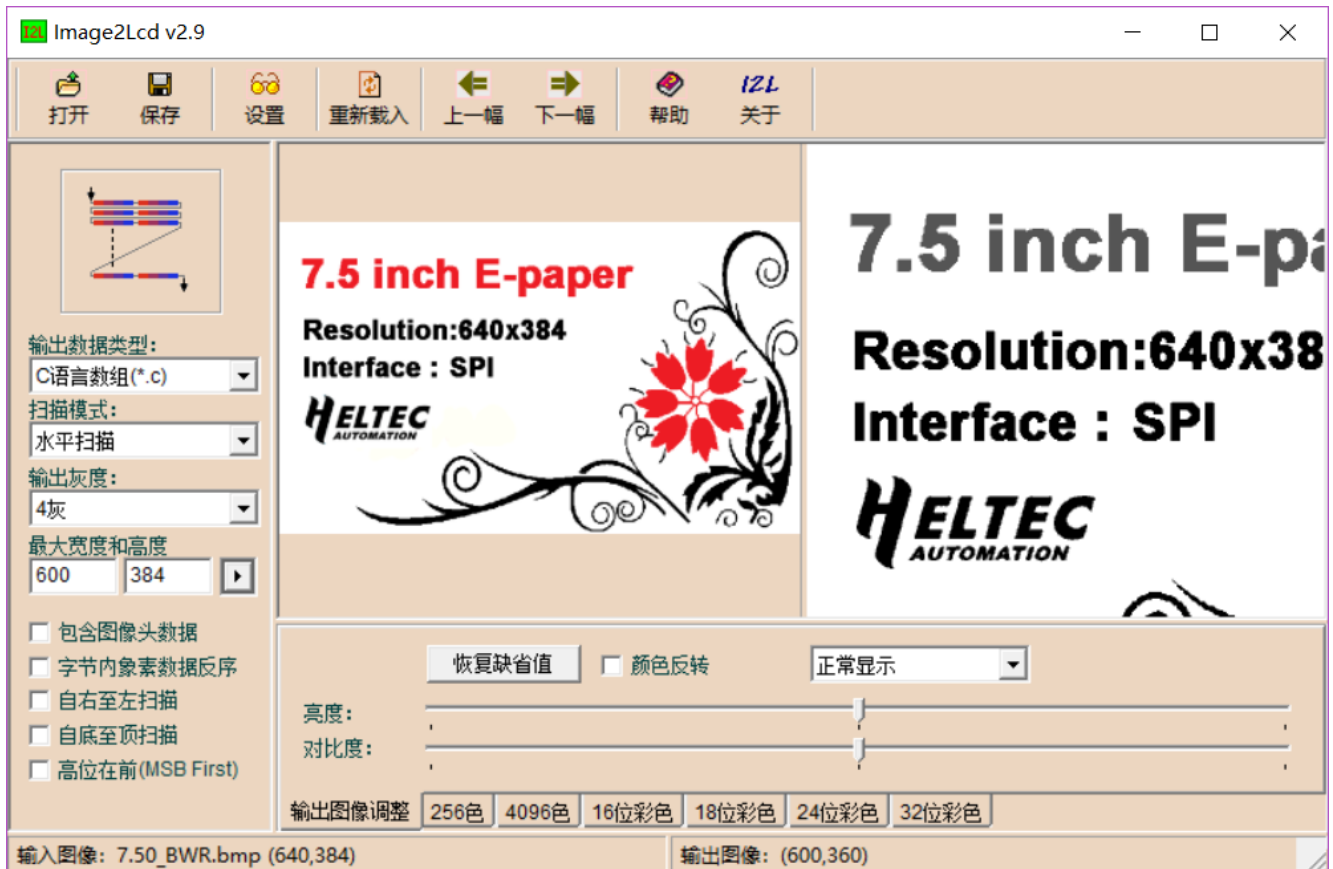 Image2Lcd v2.9
打开 保存 设置 重新载入 上一幅 下一幅 帮助 关于
I2L
I2L
输出数据类型:
C语言数组(*.c)
扫描模式:
水平扫描
输出灰度:
4灰
最大宽度和高度
600 384
包含图像头数据
字节内象素数据反序
自右至左扫描
自底至顶扫描
高位在前(MSB First)
7.5 inch E-paper
Resolution:640x384
Interface : SPI
HELTEC
AUTOMATION
7.5 inch E-pa
Resolution:640x38
Interface : SPI
HELTEC
AUTOMATION
恢复缺省值 颜色反转 正常显示
亮度:
对比度:
输出图像调整 256色 4096色 16位彩色 18位彩色 24位彩色 32位彩色
输入图像: 7.50_BWR.bmp (640,384) 输出图像: (600,360)